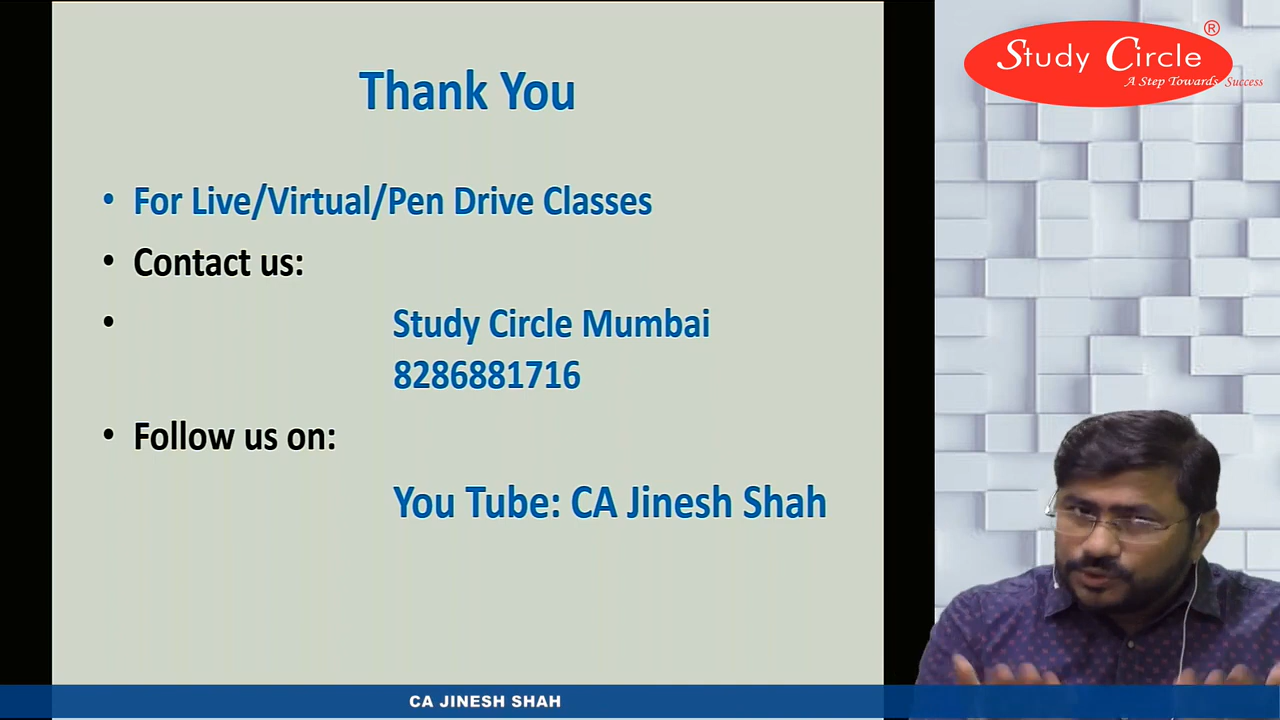 Thank You
• For Live/Virtual/Pen Drive Classes
• Contact us:
• Study Circle Mumbai
8286881716
• Follow us on:
You Tube: CA Jinesh Shah
Study Circle ®
A Step Towards Success
CA JINESH SHAH